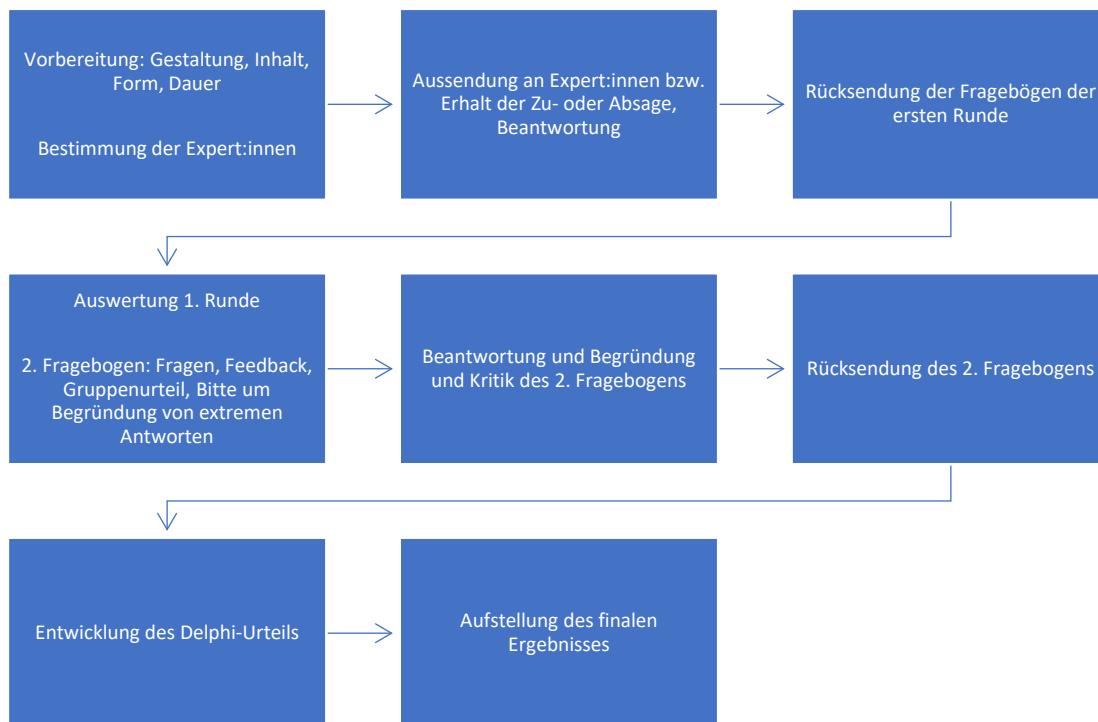 Vorbereitung: Gestaltung, Inhalt,
Form, Dauer
Bestimmung der Expert:innen
Aussendung an Expert:innen bzw.
Erhalt der Zu- oder Absage,
Beantwortung
Rücksendung der Fragebögen der
ersten Runde
Auswertung 1. Runde
2. Fragebogen: Fragen, Feedback,
Gruppenurteil, Bitte um
Begründung von extremen
Antworten
Beantwortung und Begründung
und Kritik des 2. Fragebogens
Rücksendung des 2. Fragebogens
Entwicklung des Delphi-Urteils
Aufstellung des finalen
Ergebnisses